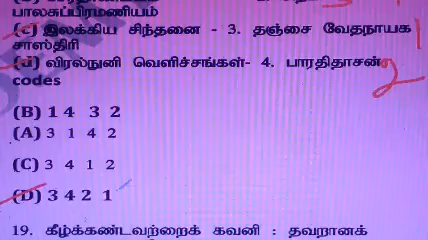 பாலசுப்பிரமணியம்
(c) இலக்கிய சிந்தனை - 3. தஞ்சை வேதநாயக
சாஸ்திரி
(d) விரல்நுனி வெளிச்சங்கள்- 4. பாரதிதாசன்
codes
2
(B) 1 4 3 2
(A) 3 1 4 2
(C) 3 4 1 2
(D) 3 4 2 1
19. கீழ்க்கண்டவற்றைக் கவனி : தவறானக்